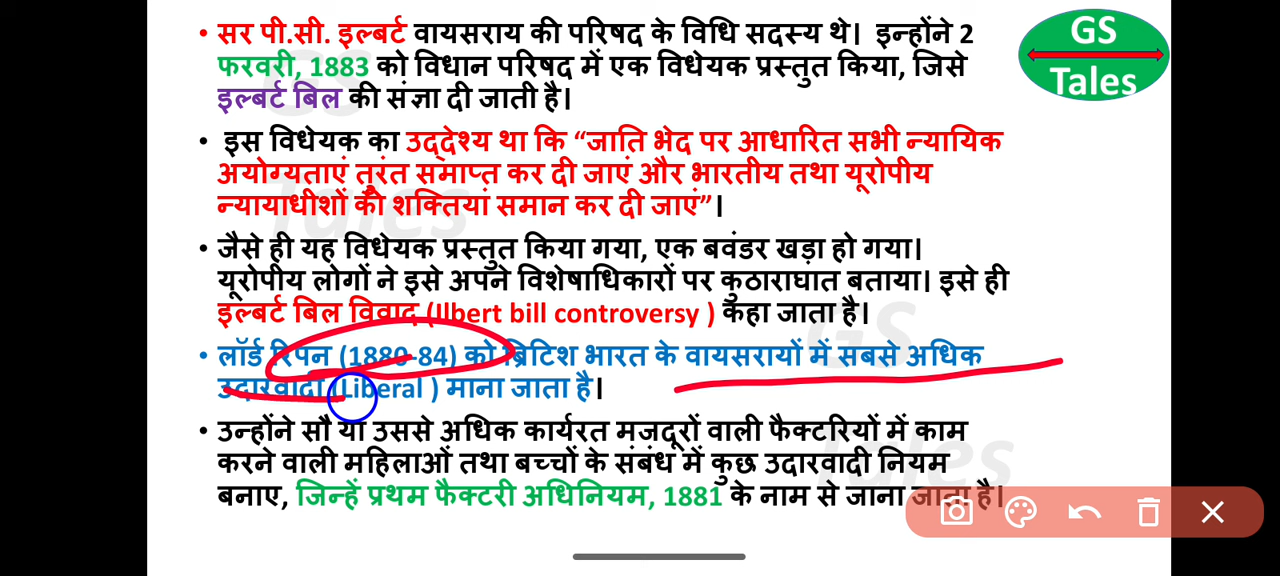 GS
Tales
• सर पी.सी. इल्बर्ट वायसराय की परिषद के विधि सदस्य थे। इन्होंने 2
फरवरी, 1883 को विधान परिषद में एक विधेयक प्रस्तुत किया, जिसे
इल्बर्ट बिल की संज्ञा दी जाती है।
• इस विधेयक का उद्देश्य था कि “जाति भेद पर आधारित सभी न्यायिक
अयोग्यताएं तुरंत समाप्त कर दी जाएं और भारतीय तथा यूरोपीय
न्यायाधीशों की शक्तियां समान कर दी जाएं”।
• जैसे ही यह विधेयक प्रस्तुत किया गया, एक बवंडर खड़ा हो गया।
यूरोपीय लोगों ने इसे अपने विशेषाधिकारों पर कुठाराघात बताया। इसे ही
इल्बर्ट बिल विवाद (Ilbert bill controversy ) कहा जाता है।
• लॉर्ड रिपन (1880-84) को ब्रिटिश भारत के वायसरायों में सबसे अधिक
उदारवादी (Liberal ) माना जाता है।
• उन्होंने सौ या उससे अधिक कार्यरत मजदूरों वाली फैक्टरियों में काम
करने वाली महिलाओं तथा बच्चों के संबंध में कुछ उदारवादी नियम
बनाए, जिन्हें प्रथम फैक्टरी अधिनियम, 1881 के नाम से जाना जाता है।
GS
Tales
GS
Tales